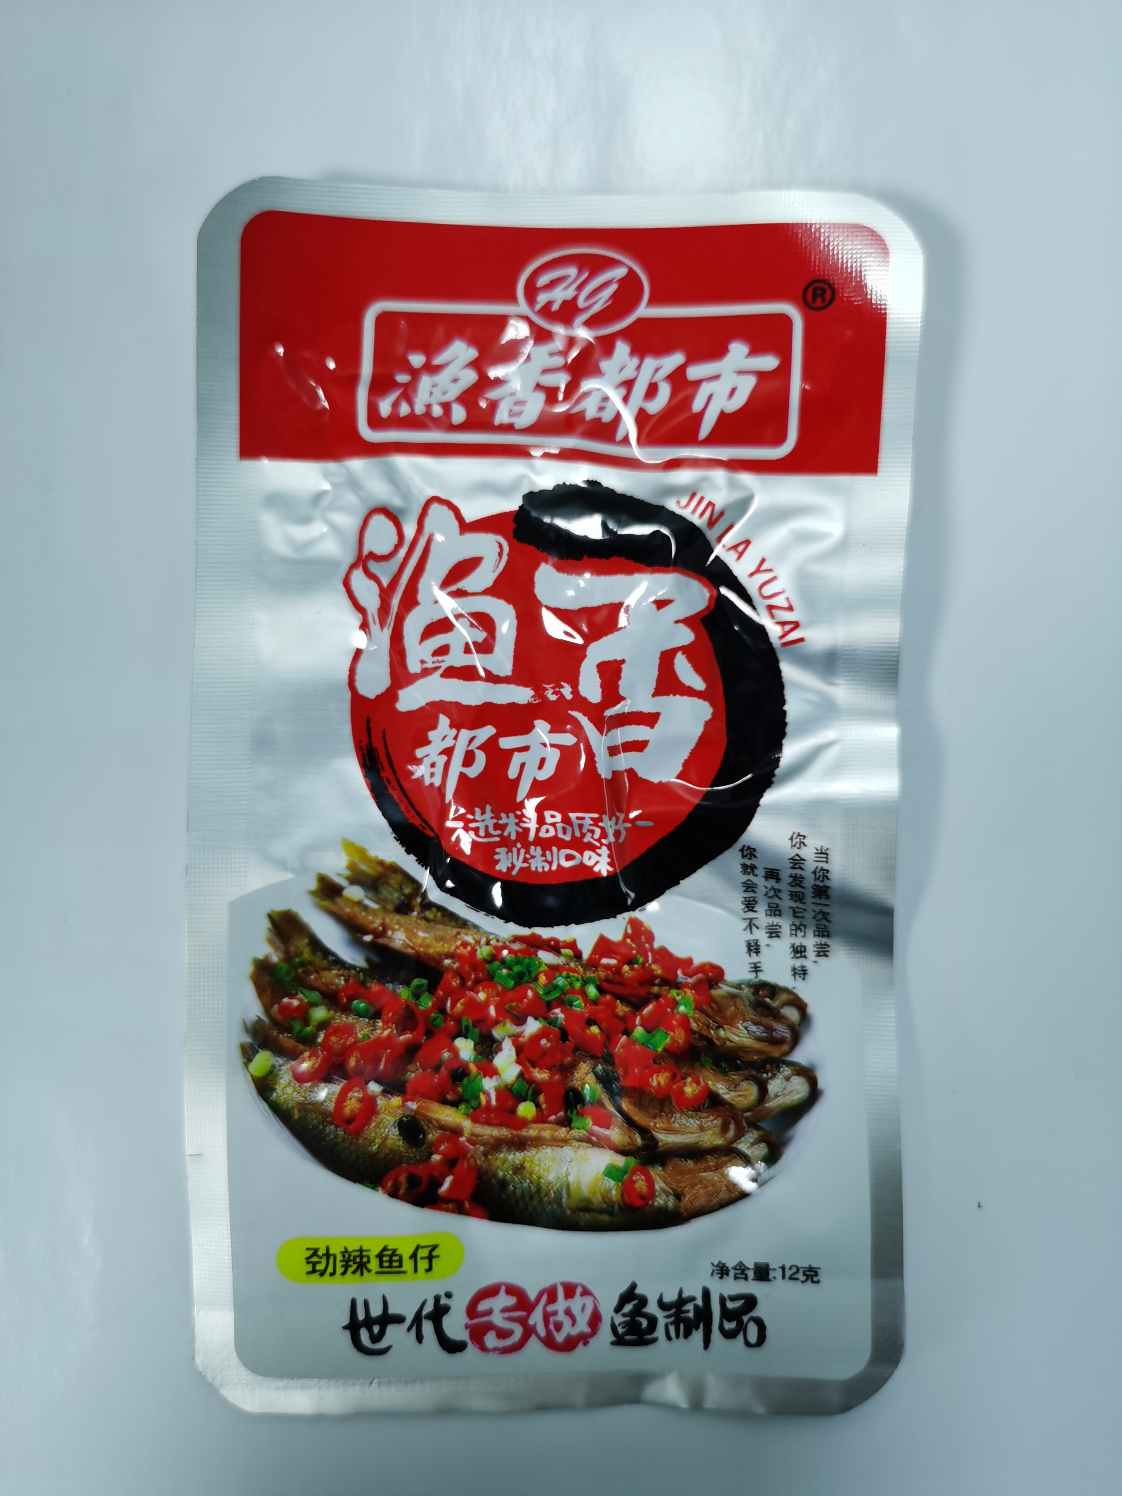 HG
®
渔香都市
JIN LA YUZAI
渔香
都市
选料品质好
秘制口味
当你第一次品尝,
你会发现它的独特,
再次品尝,
你就会爱不释手
劲辣鱼仔
净含量:12克
世代专做鱼制品